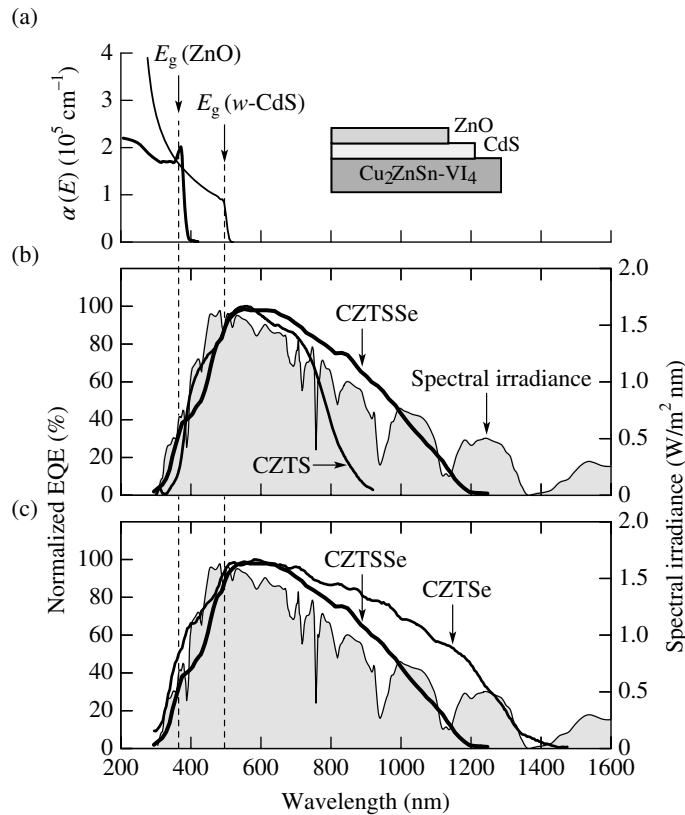 (a)
E_g (ZnO)
E_g (w-CdS)
α(E) (10⁵ cm⁻¹)
4
3
2
1
0
ZnO
CdS
Cu₂ZnSn-VI₄
(b)
100
80
60
40
20
0
CZTSSe
Spectral irradiance
CZTS
2.0
1.5
1.0
0.5
0
(c)
Normalized EQE (%)
100
80
60
40
20
0
CZTSSe
CZTSe
2.0
1.5
1.0
0.5
0
Spectral irradiance (W/m² nm)
200 400 600 800 1000 1200 1400 1600
Wavelength (nm)